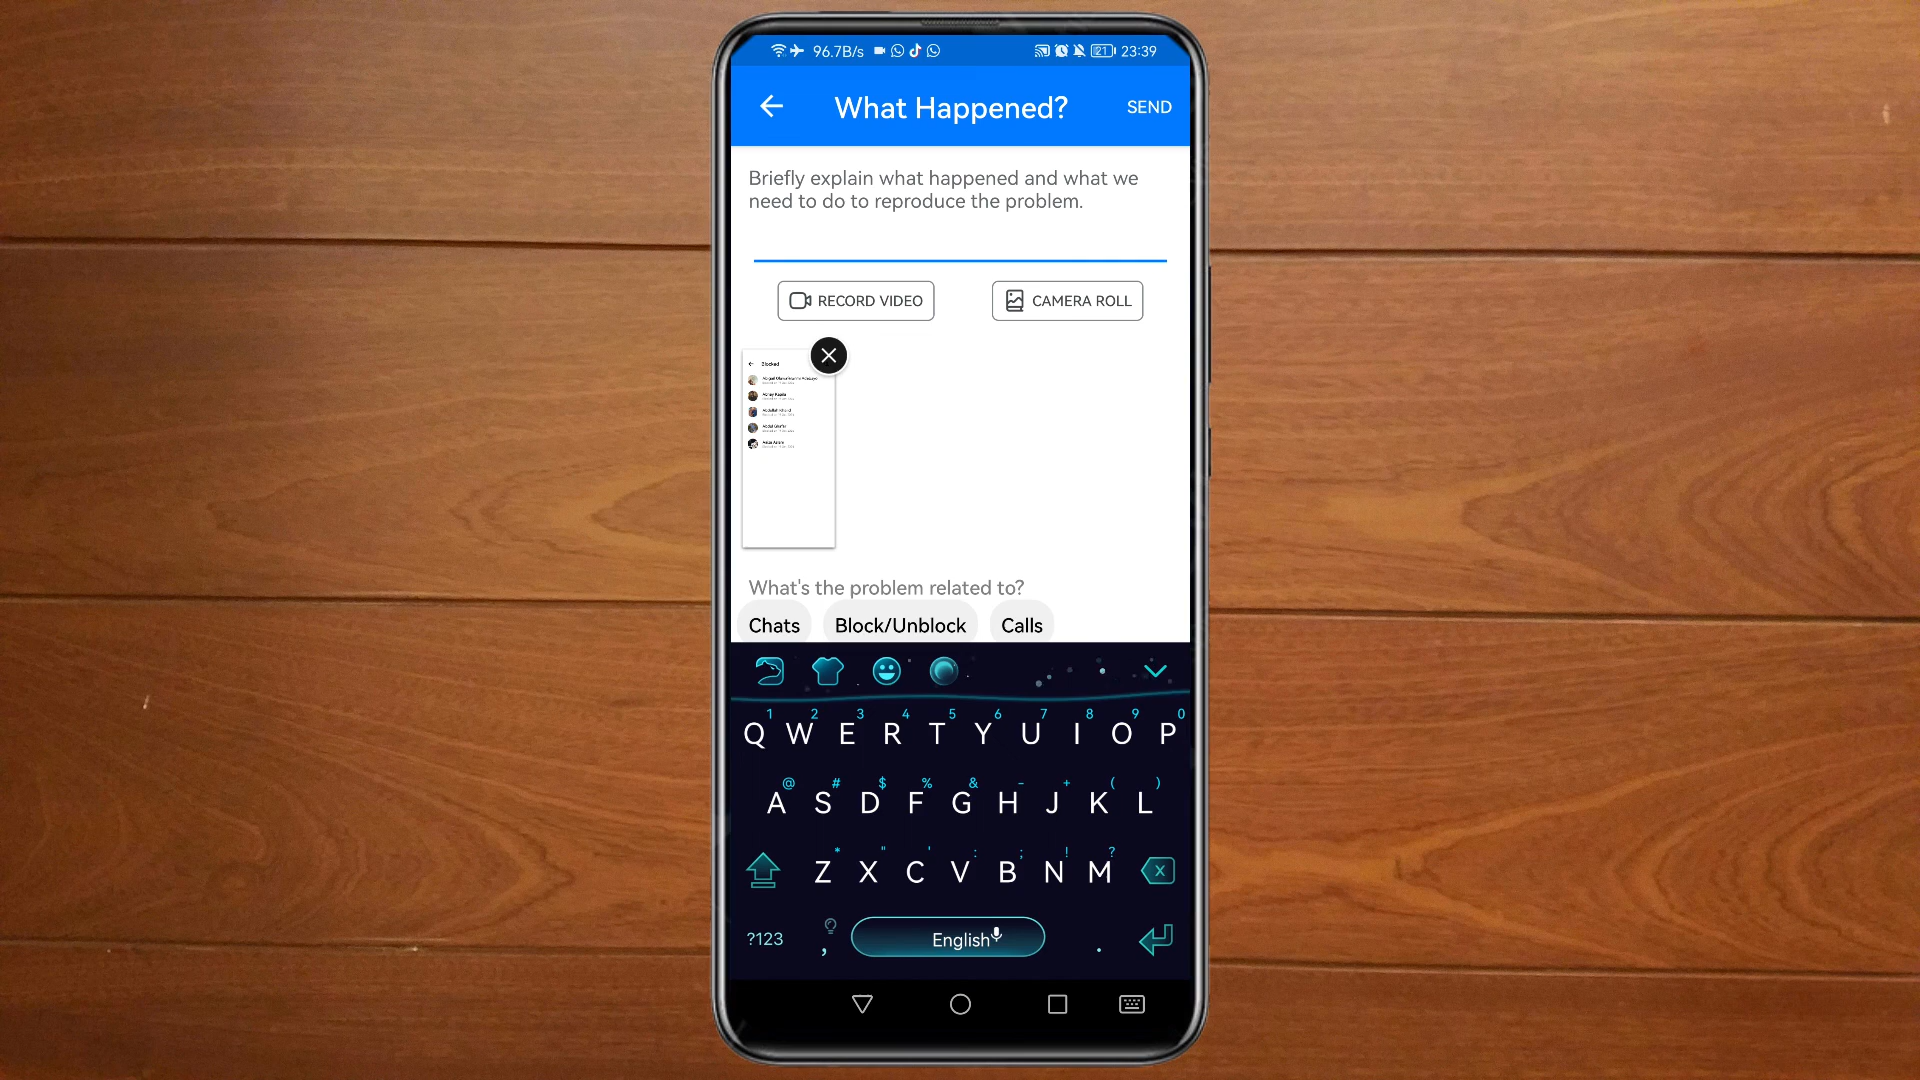 96.7B/s 21 23:39
What Happened? SEND
Briefly explain what happened and what we
need to do to reproduce the problem.
RECORD VIDEO CAMERA ROLL
Blocked
What's the problem related to?
Chats Block/Unblock Calls
1 2 3 4 5 6 7 8 9 0
Q W E R T Y U I O P
@ # $ % & - + ( )
A S D F G H J K L
* " ' : ; ! ?
Z X C V B N M
?123 , English .